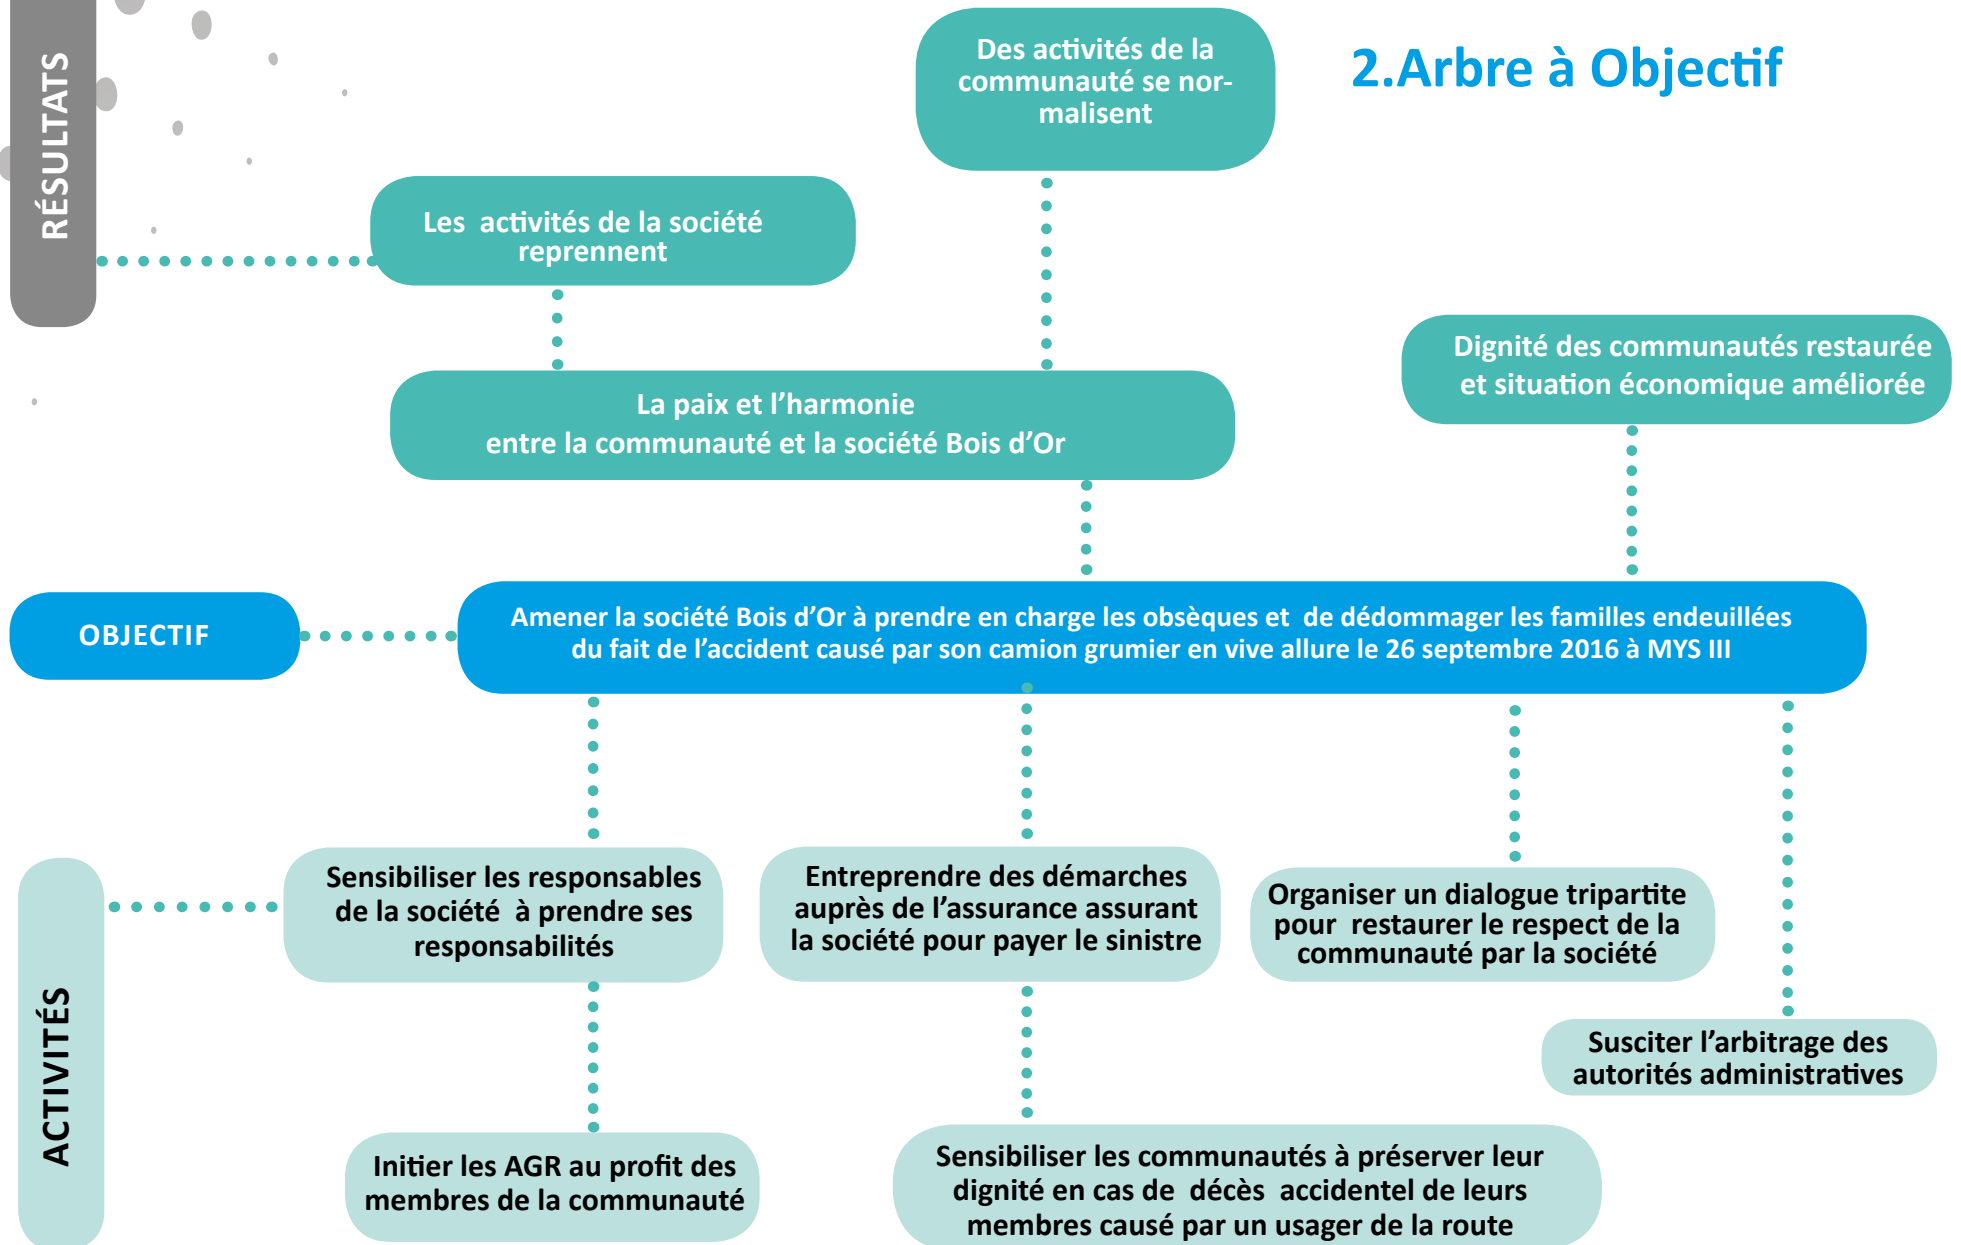 2.Arbre à Objectif
RÉSULTATS
Des activités de la
communauté se nor-
malisent
Les activités de la société
reprennent
La paix et l’harmonie
entre la communauté et la société Bois d’Or
Dignité des communautés restaurée
et situation économique améliorée
OBJECTIF
Amener la société Bois d’Or à prendre en charge les obsèques et de dédommager les familles endeuillées
du fait de l’accident causé par son camion grumier en vive allure le 26 septembre 2016 à MYS III
ACTIVITÉS
Sensibiliser les responsables
de la société à prendre ses
responsabilités
Entreprendre des démarches
auprès de l’assurance assurant
la société pour payer le sinistre
Organiser un dialogue tripartite
pour restaurer le respect de la
communauté par la société
Susciter l’arbitrage des
autorités administratives
Initier les AGR au profit des
membres de la communauté
Sensibiliser les communautés à préserver leur
dignité en cas de décès accidentel de leurs
membres causé par un usager de la route